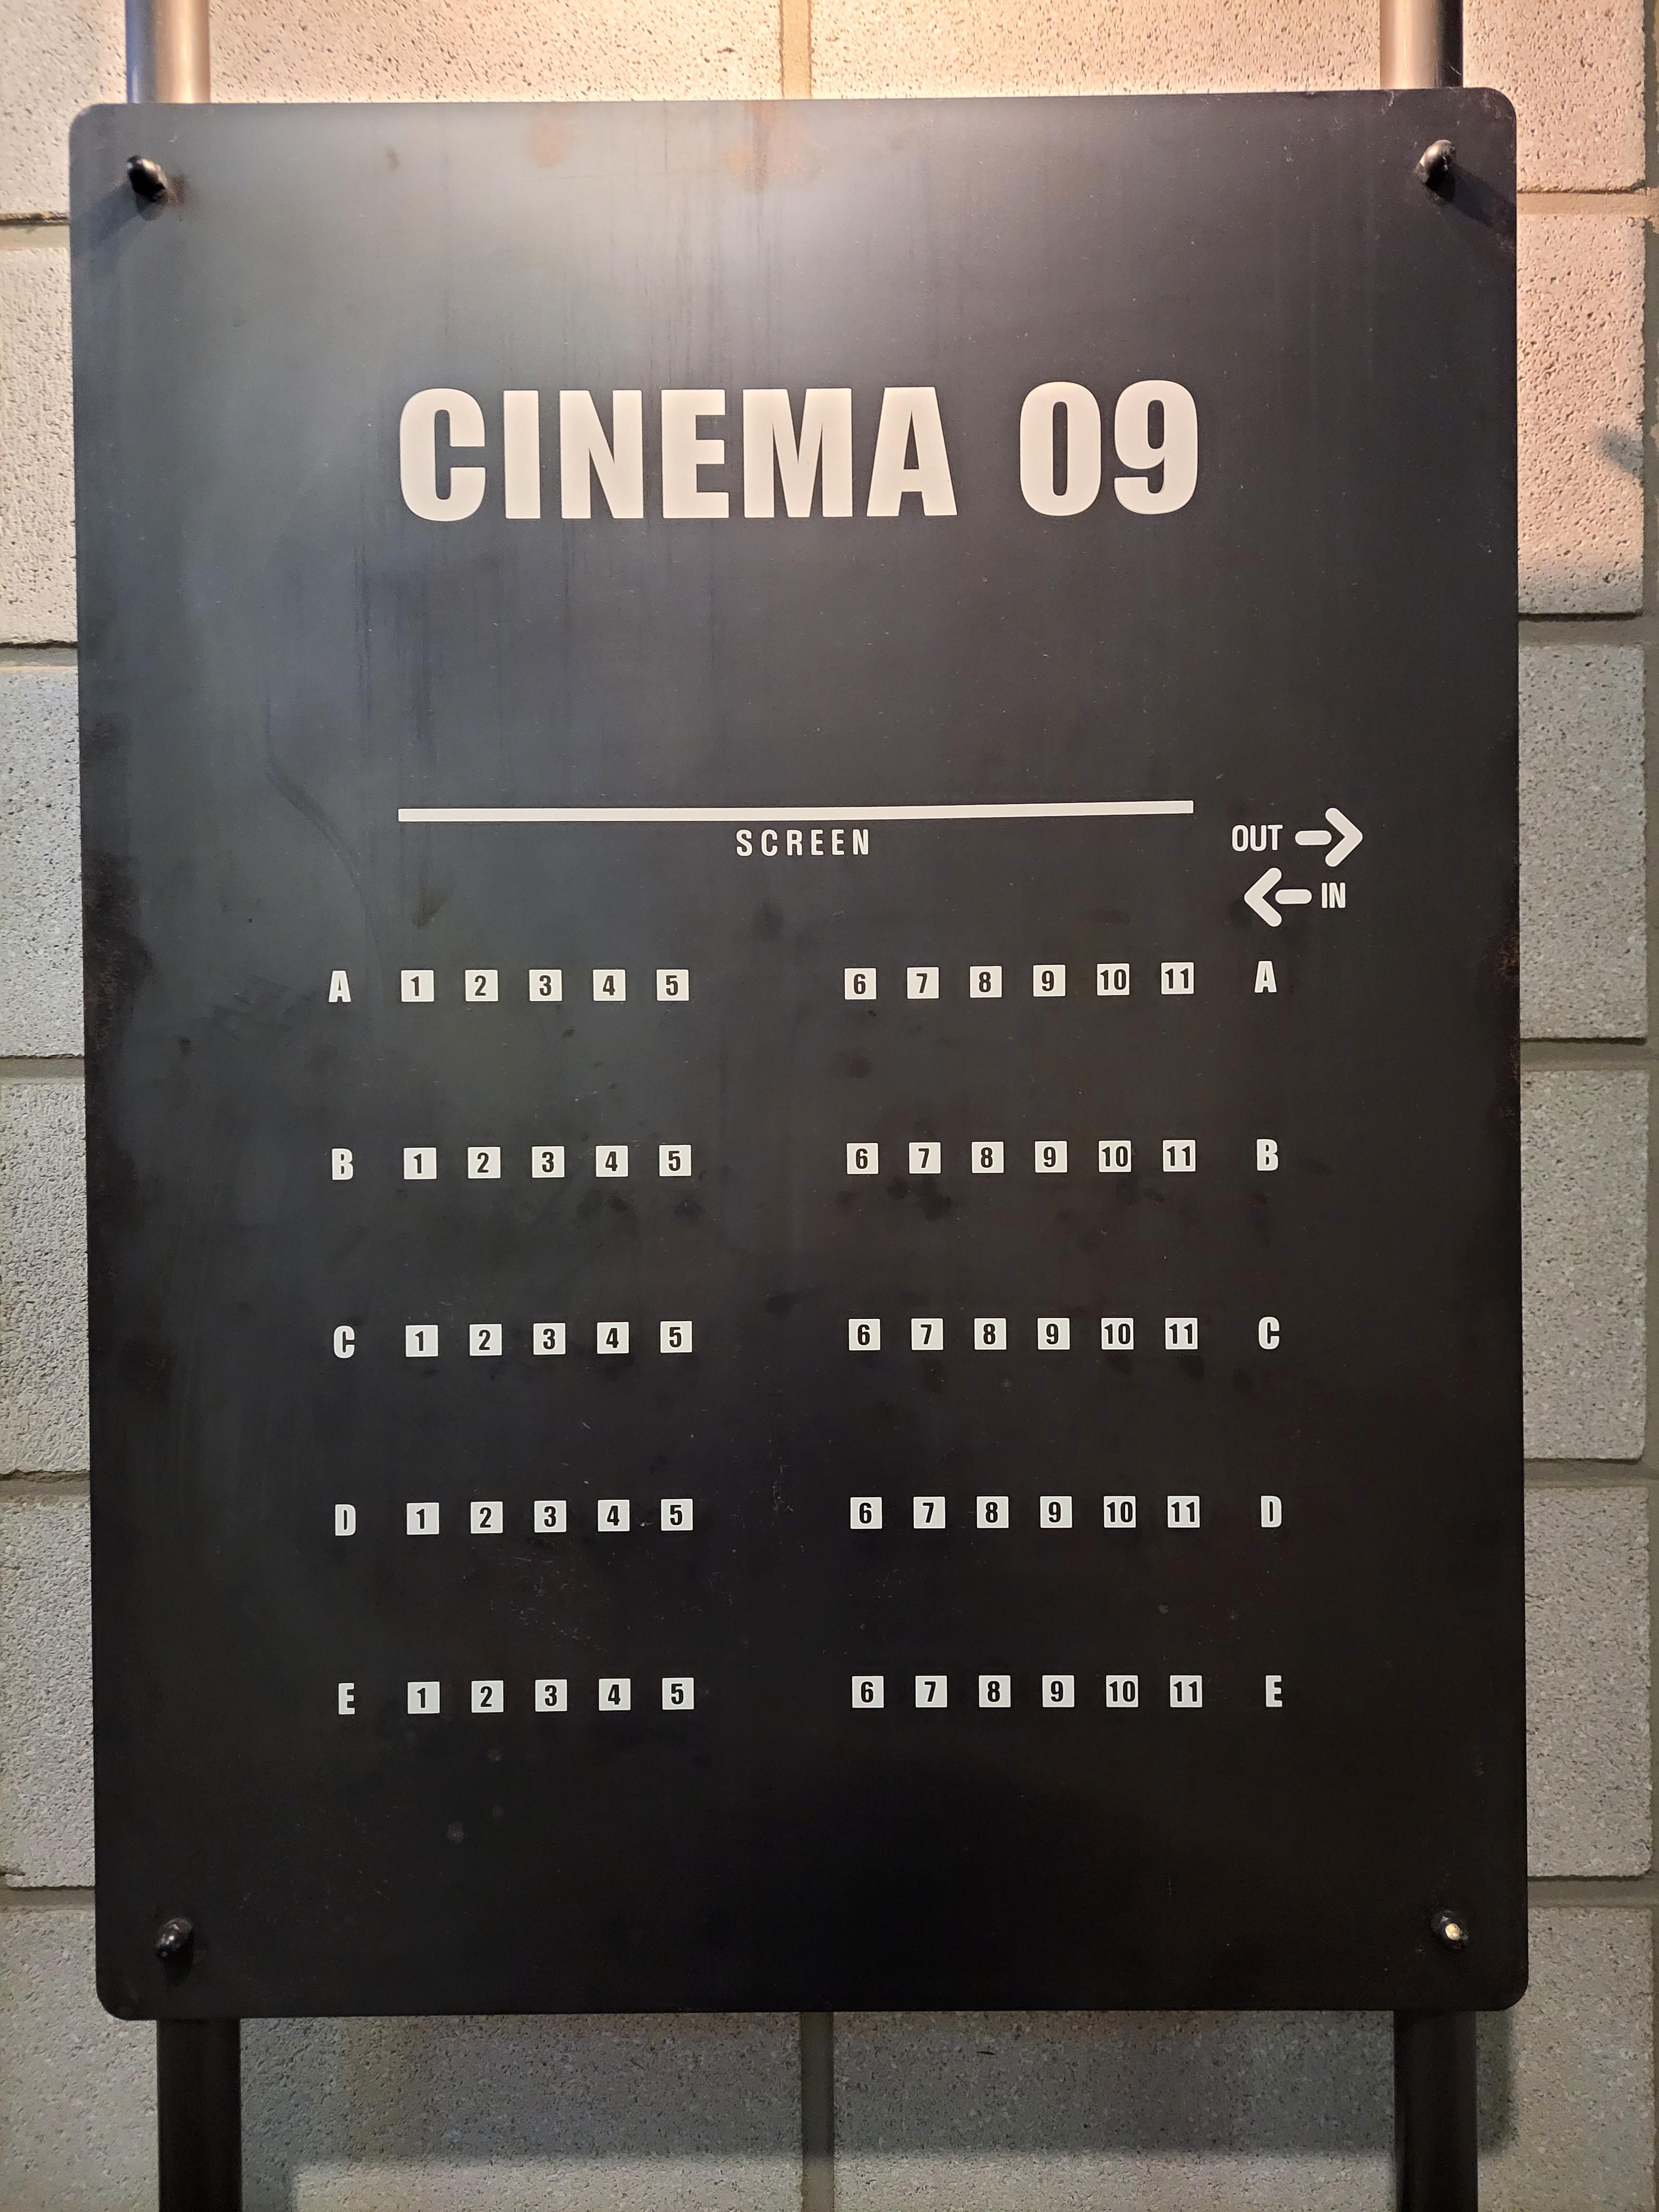 CINEMA 09
SCREEN
OUT →
← IN
A 1 2 3 4 5 6 7 8 9 10 11 A
B 1 2 3 4 5 6 7 8 9 10 11 B
C 1 2 3 4 5 6 7 8 9 10 11 C
D 1 2 3 4 5 6 7 8 9 10 11 D
E 1 2 3 4 5 6 7 8 9 10 11 E